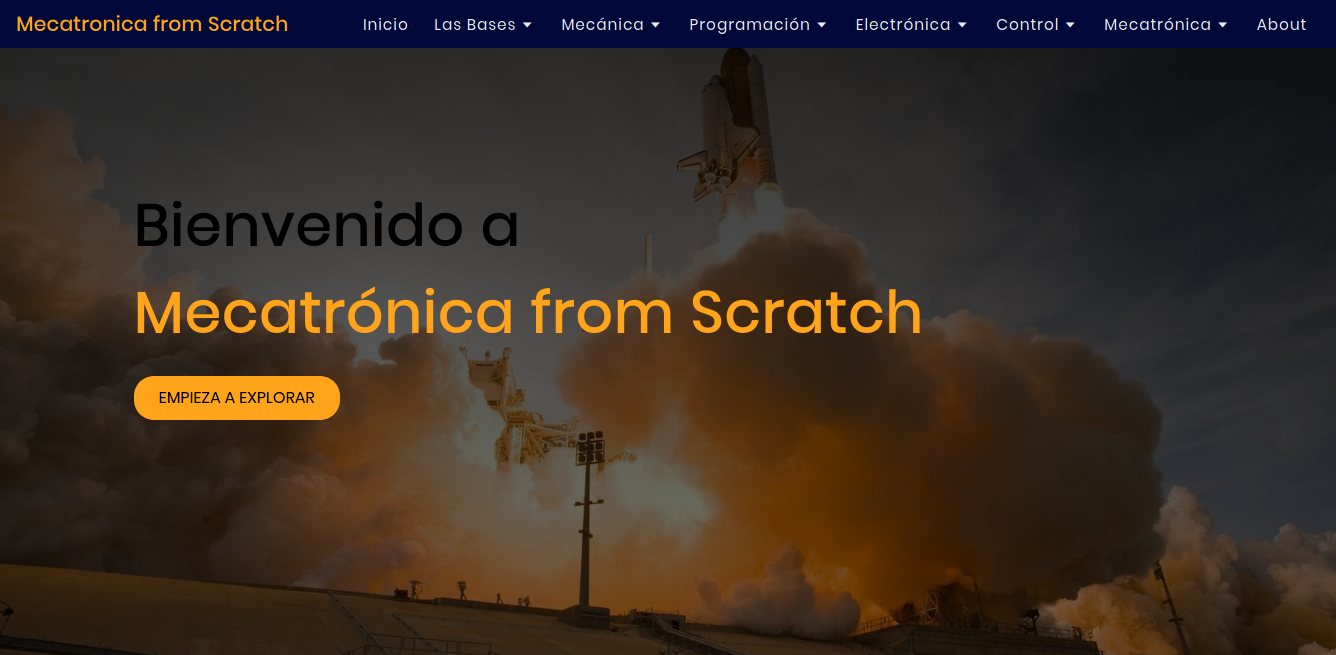 Mecatronica from Scratch
Inicio
Las Bases
Mecánica
Programación
Electrónica
Control
Mecatrónica
About
Bienvenido a
Mecatrónica from Scratch
EMPIEZA A EXPLORAR